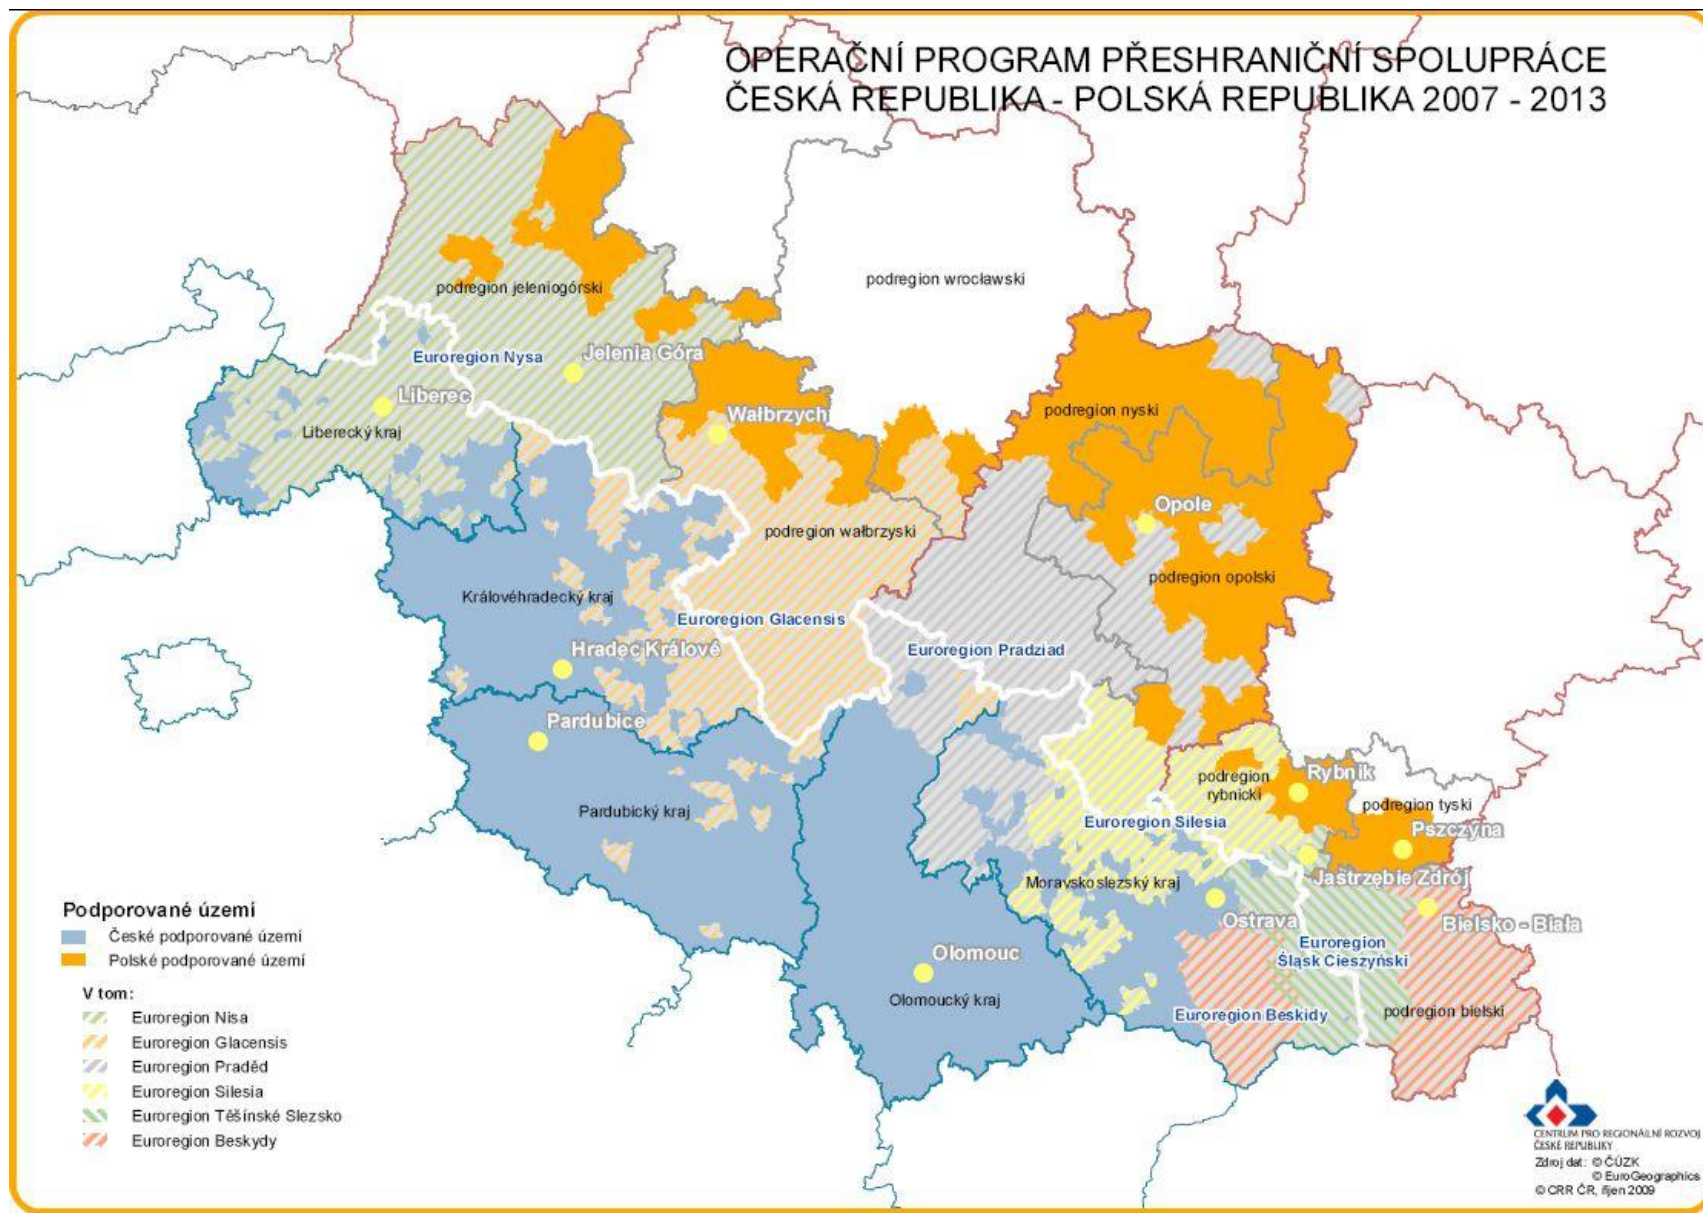 OPERAČNÍ PROGRAM PŘESHRANIČNÍ SPOLUPRÁCE
ČESKÁ REPUBLIKA - POLSKÁ REPUBLIKA 2007 - 2013
podregion wrocławski
podregion jeleniogórski
Euroregion Nysa
Jelenia Góra
Liberec
Liberecký kraj
Wałbrzych
podregion nyski
Opole
podregion wałbrzyski
podregion opolski
Královéhradecký kraj
Euroregion Glacensis
Hradec Králové
Euroregion Pradziad
Pardubice
Pardubický kraj
podregion
rybnicki
Rybnik
podregion tyski
Pszczyna
Euroregion Silesia
Moravskoslezský kraj
Jastrzębie Zdrój
Ostrava
Bielsko - Biała
Euroregion
Śląsk Cieszyński
Olomouc
Olomoucký kraj
Euroregion Beskidy
podregion bielski
Podporované území
České podporované území
Polské podporované území
V tom:
Euroregion Nisa
Euroregion Glacensis
Euroregion Praděd
Euroregion Silesia
Euroregion Těšínské Slezsko
Euroregion Beskydy
CENTRUM PRO REGIONÁLNÍ ROZVOJ
ČESKÉ REPUBLIKY
Zdroj dat: © ČÚZK
© EuroGeographics
© CRR ČR, říjen 2009